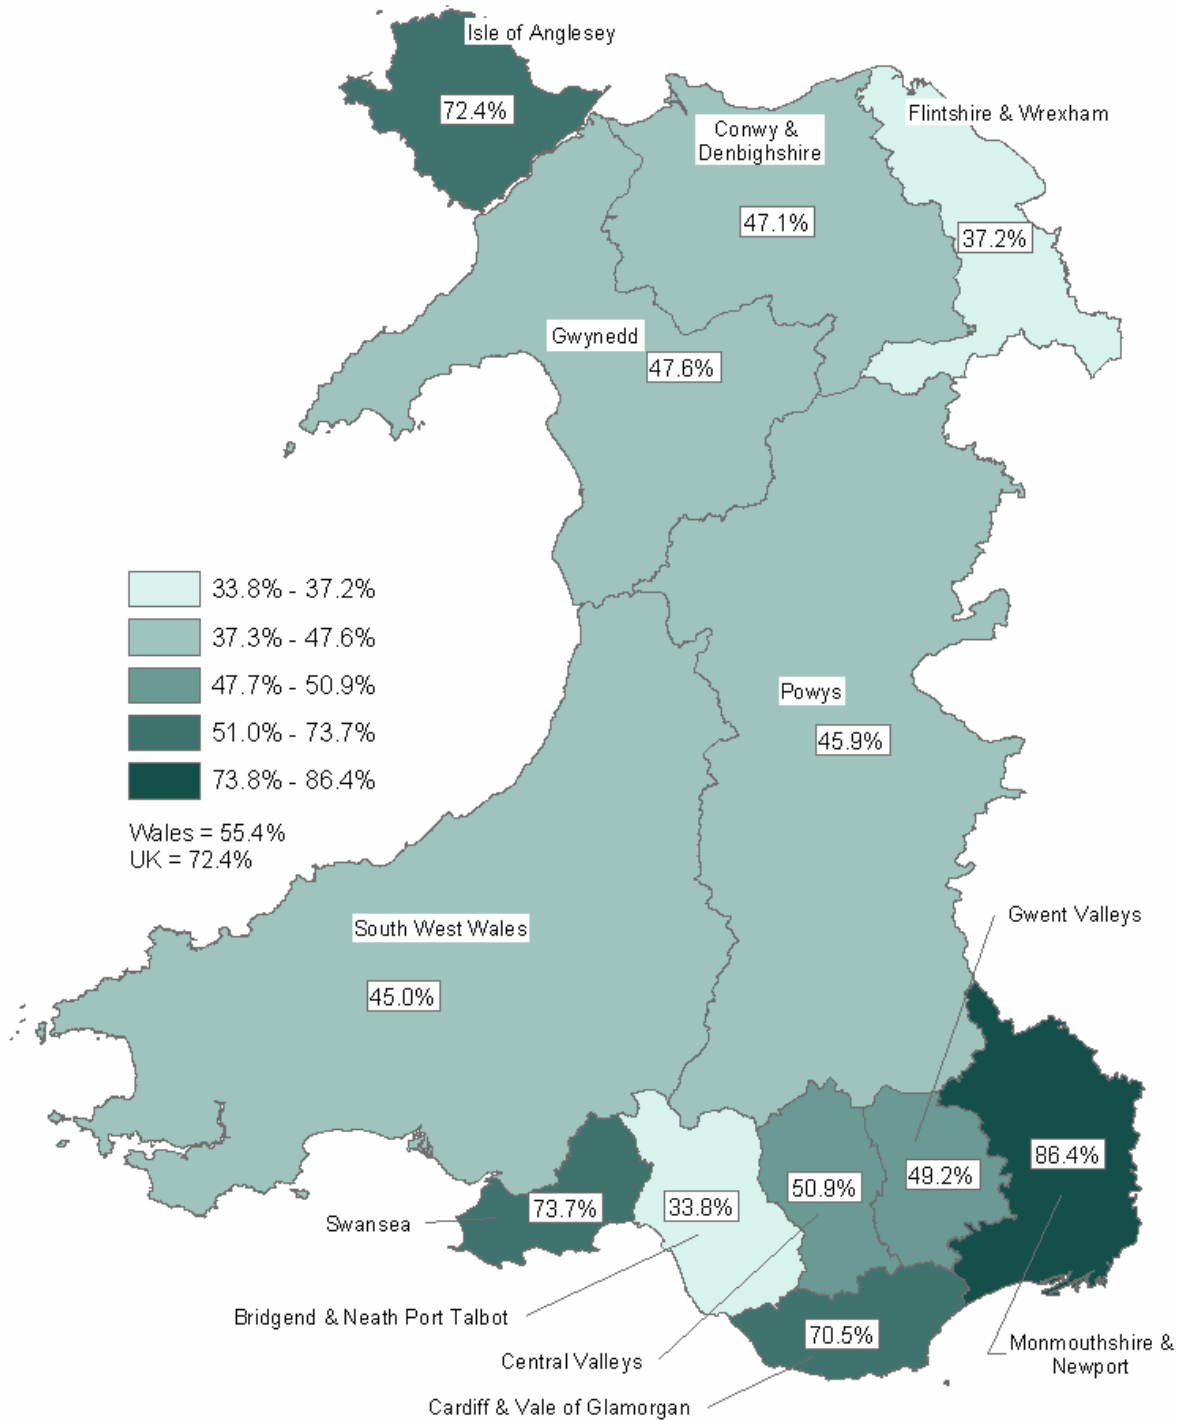 Isle of Anglesey
72.4%
Flintshire & Wrexham
Conwy &
Denbighshire
47.1%
37.2%
Gwynedd
47.6%
33.8% - 37.2%
37.3% - 47.6%
47.7% - 50.9%
51.0% - 73.7%
73.8% - 86.4%
Wales = 55.4%
UK = 72.4%
Powys
45.9%
South West Wales
45.0%
Gwent Valleys
86.4%
49.2%
50.9%
33.8%
73.7%
Swansea
Bridgend & Neath Port Talbot
70.5%
Monmouthshire &
Newport
Central Valleys
Cardiff & Vale of Glamorgan